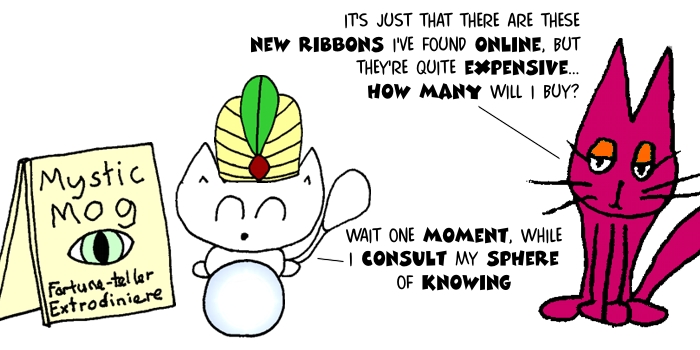 IT'S JUST THAT THERE ARE THESE
NEW RIBBONS I'VE FOUND ONLINE, BUT
THEY'RE QUITE EXPENSIVE...
HOW MANY WILL I BUY?
Mystic
Mog
Fortune-teller
Extrodiniere
WAIT ONE MOMENT, WHILE
I CONSULT MY SPHERE
OF KNOWING